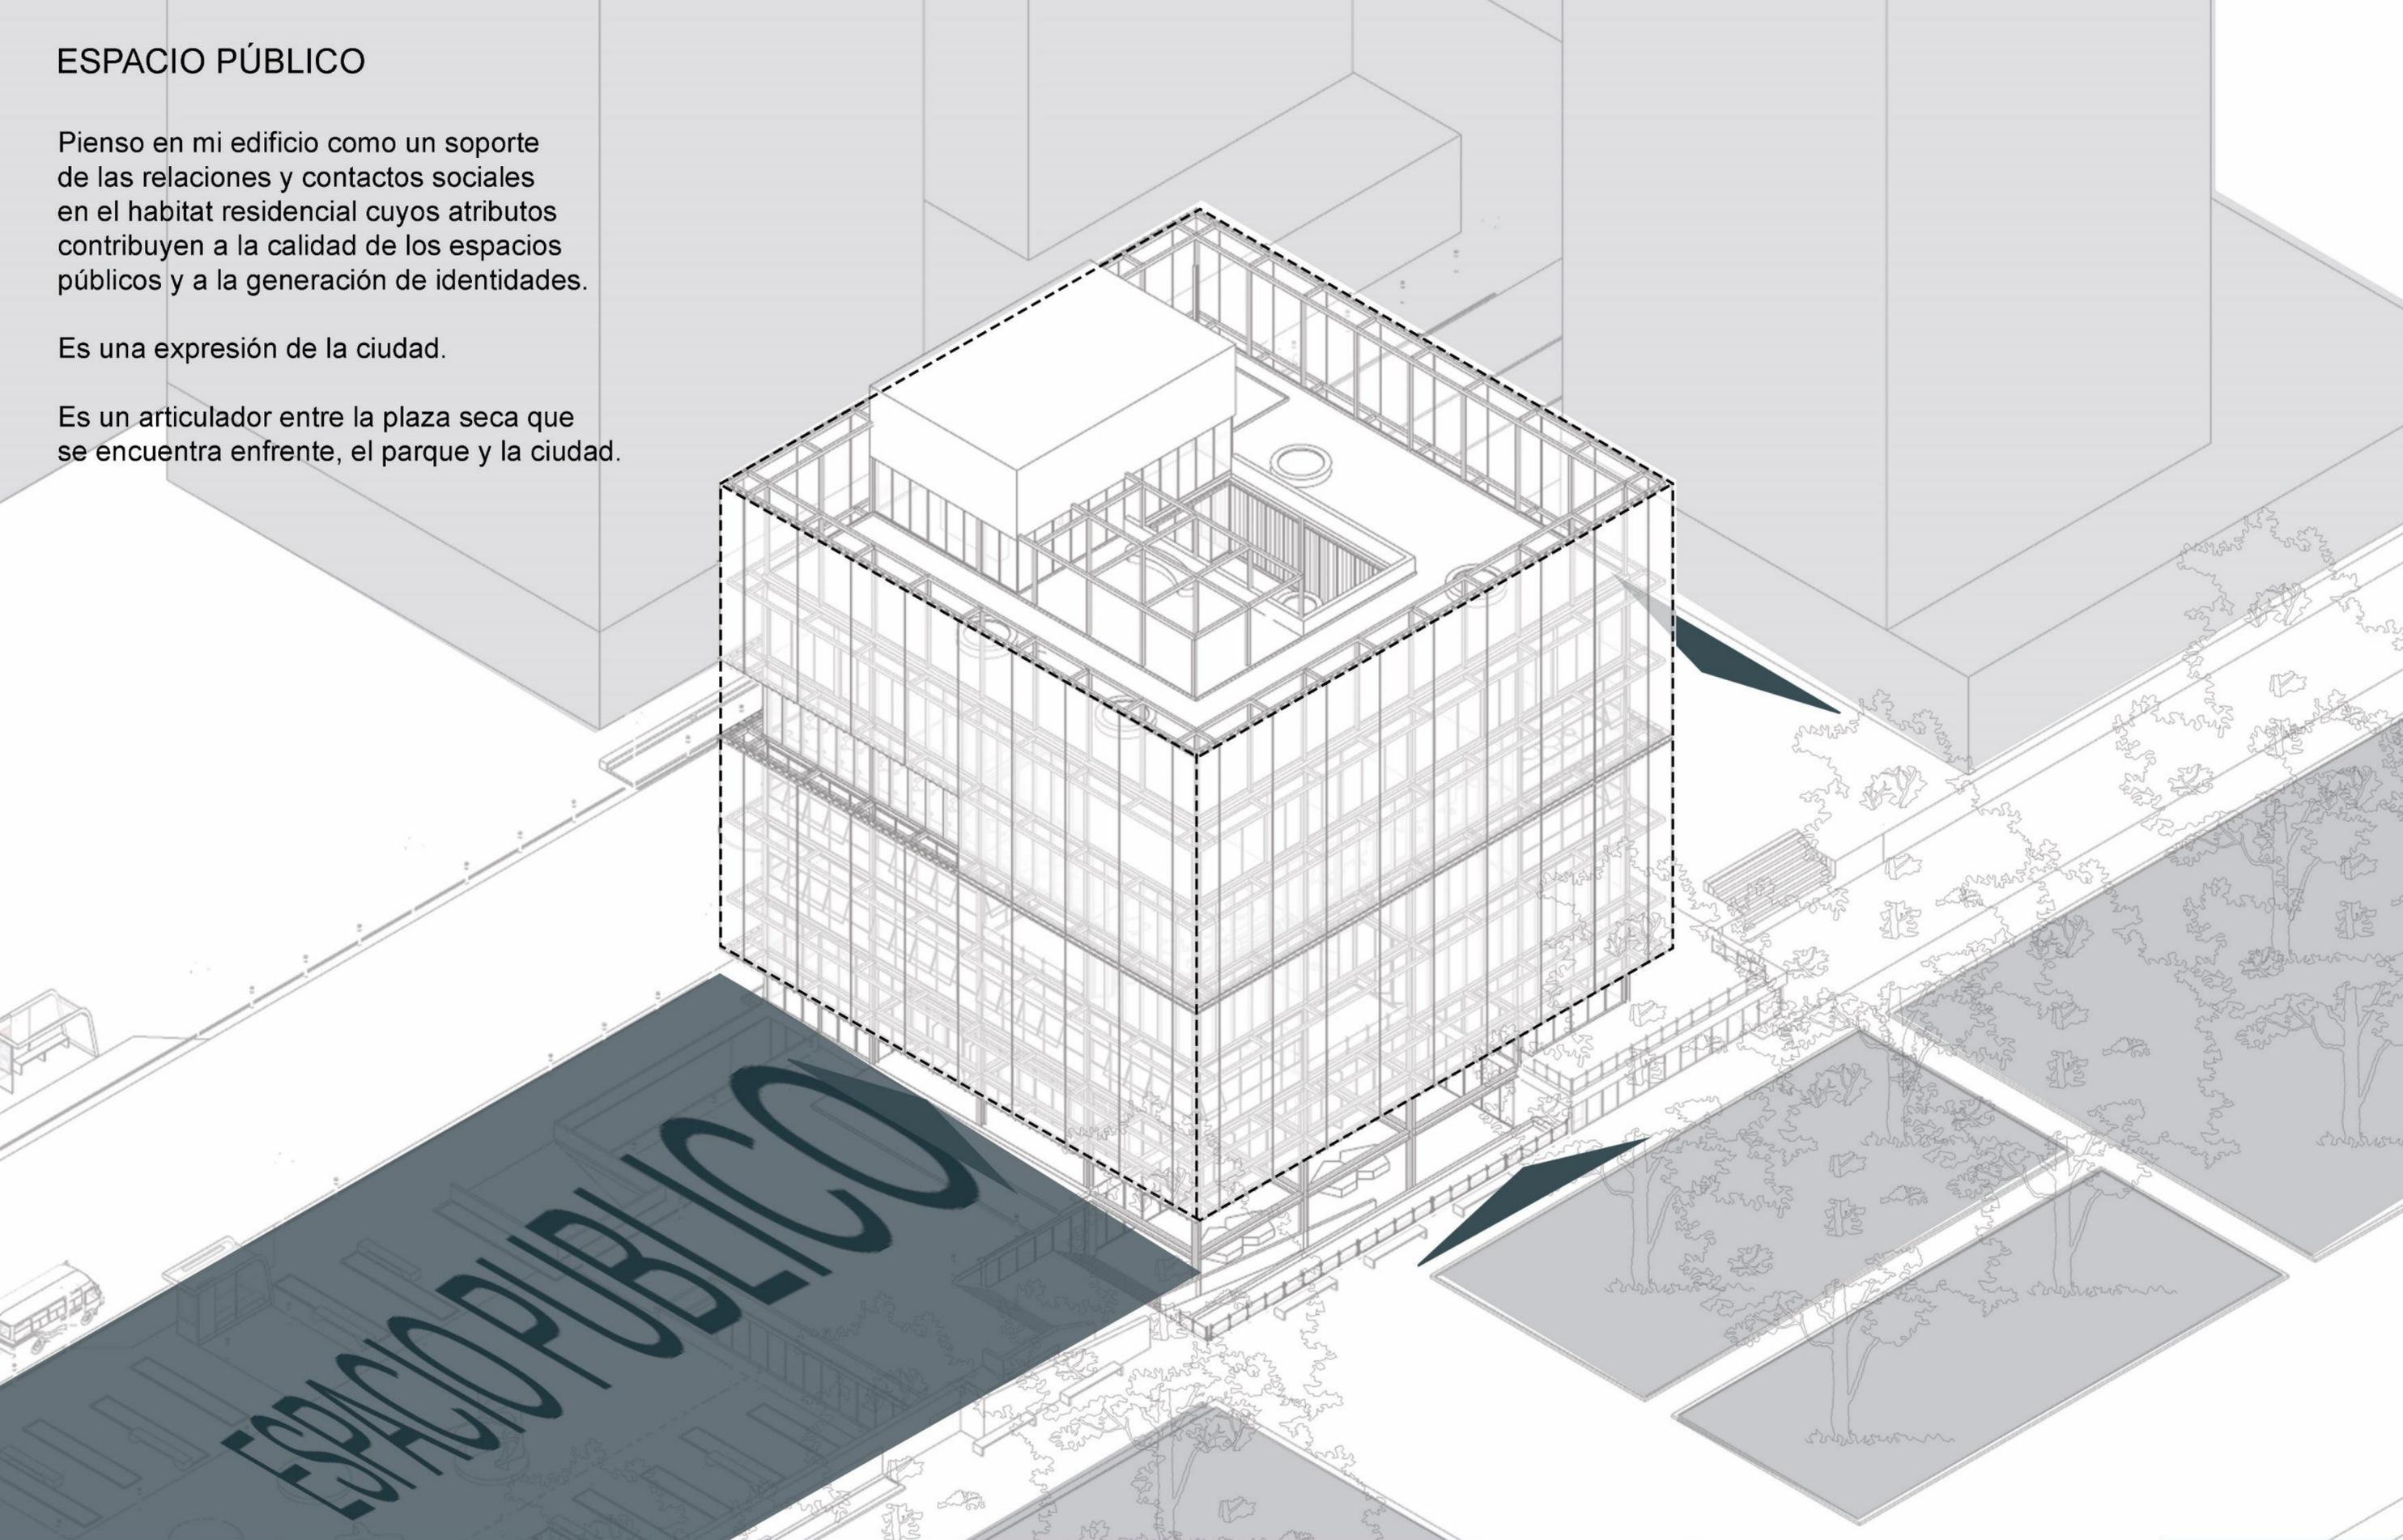 ESPACIO PÚBLICO
Pienso en mi edificio como un soporte
de las relaciones y contactos sociales
en el habitat residencial cuyos atributos
contribuyen a la calidad de los espacios
públicos y a la generación de identidades.
Es una expresión de la ciudad.
Es un articulador entre la plaza seca que
se encuentra enfrente, el parque y la ciudad.
ESPACIO PUBLICO